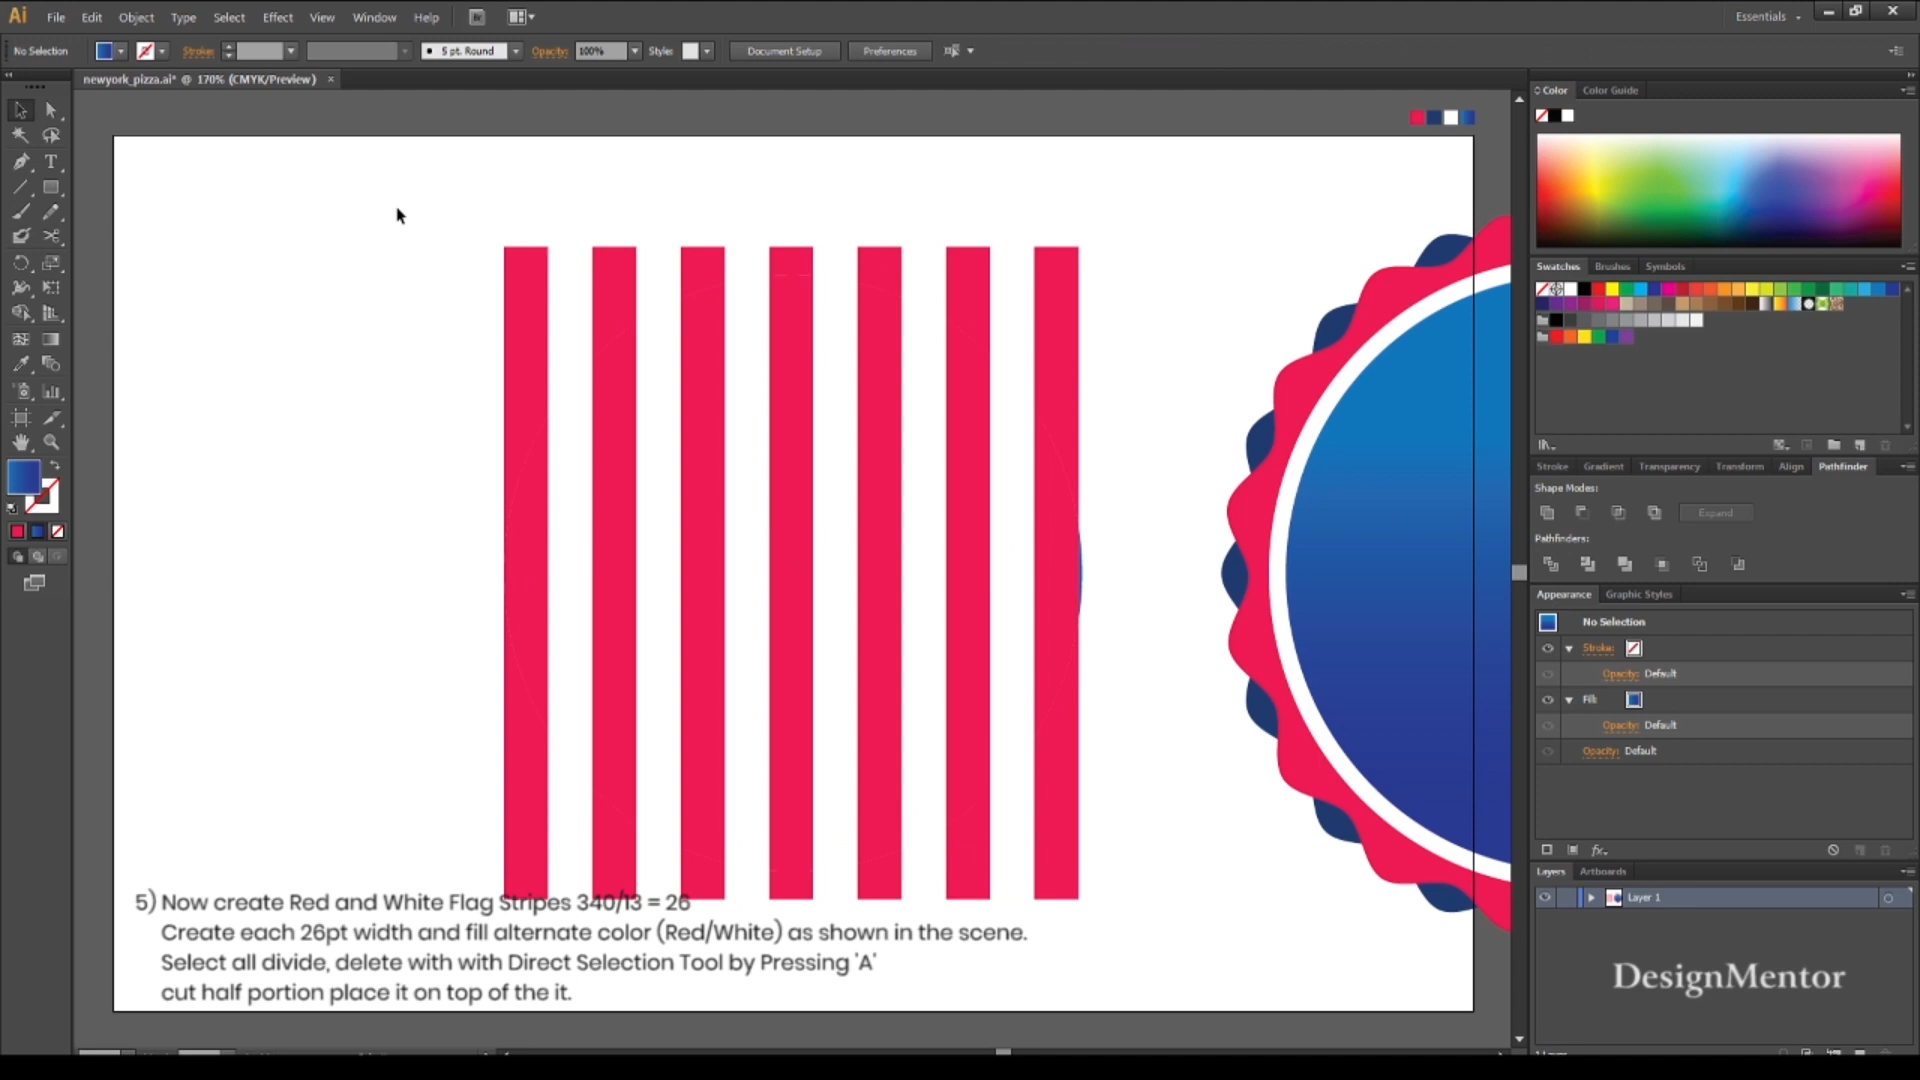 Ai File Edit Object Type Select Effect View Window Help Br Essentials
No Selection Stroke: 5 pt. Round Opacity: 100% Style: Document Setup Preferences
newyork_pizza.ai* @ 170% (CMYK/Preview) ×
Color Color Guide
Swatches Brushes Symbols
Stroke Gradient Transparency Transform Align Pathfinder
Shape Modes:
Expand
Pathfinders:
Appearance Graphic Styles
No Selection
Stroke:
Opacity: Default
Fill:
Opacity: Default
Opacity: Default
fx
Layers Artboards
Layer 1
5) Now create Red and White Flag Stripes 340/13 = 26
Create each 26pt width and fill alternate color (Red/White) as shown in the scene.
Select all divide, delete with with Direct Selection Tool by Pressing 'A'
cut half portion place it on top of the it.
DesignMentor